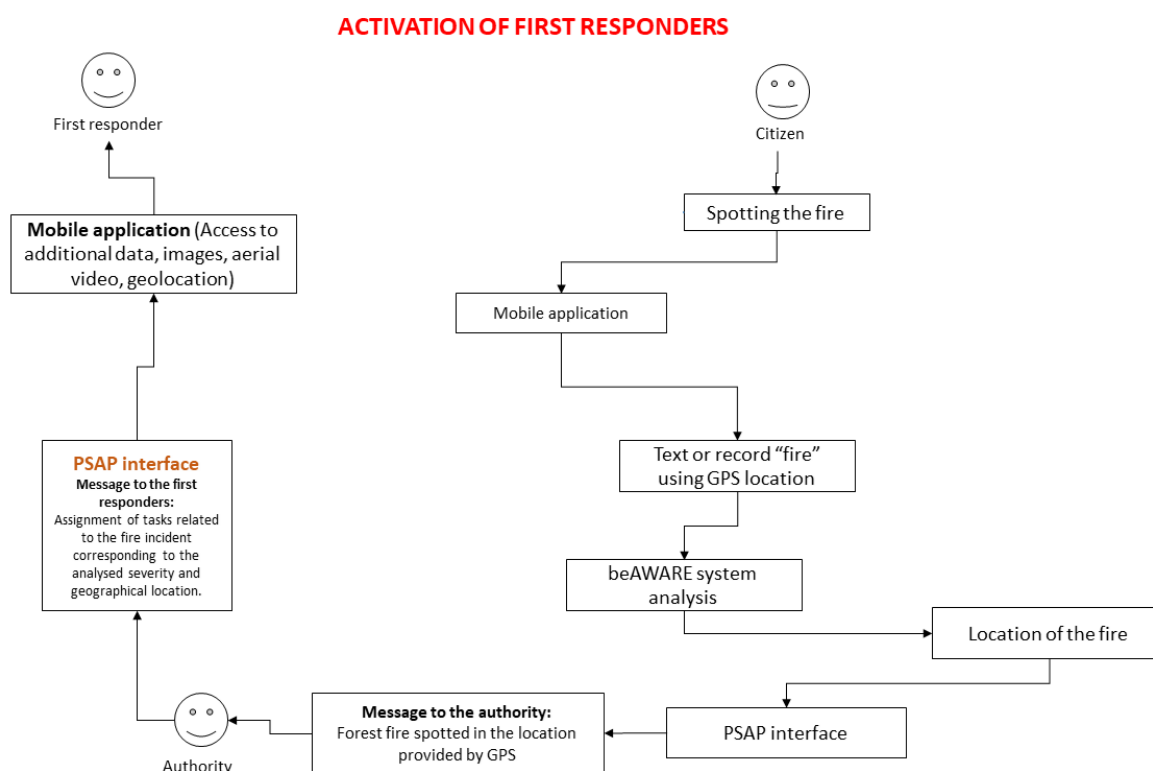 ACTIVATION OF FIRST RESPONDERS
First responder
Citizen
Mobile application (Access to
additional data, images, aerial
video, geolocation)
Spotting the fire
Mobile application
PSAP interface
Message to the first
responders:
Assignment of tasks related
to the fire incident
corresponding to the
analysed severity and
geographical location.
Text or record “fire”
using GPS location
beAWARE system
analysis
Location of the fire
PSAP interface
Message to the authority:
Forest fire spotted in the location
provided by GPS
Authority